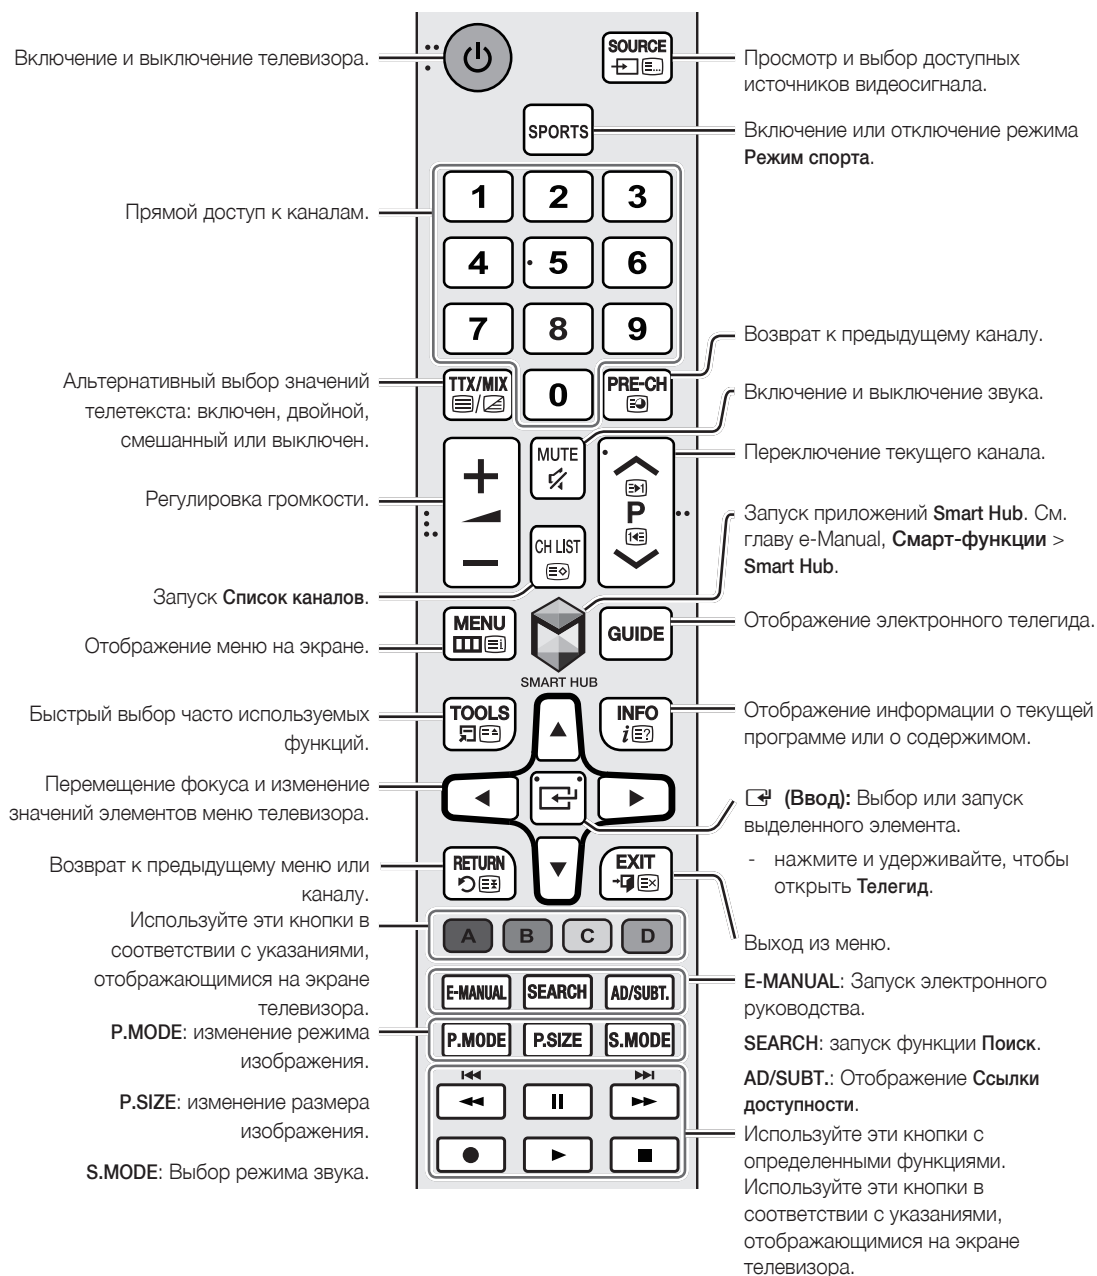 Включение и выключение телевизора.
SOURCE
Просмотр и выбор доступных
источников видеосигнала.
SPORTS
Включение или отключение режима
Режим спорта.
1 2 3
Прямой доступ к каналам.
4 5 6
7 8 9
Возврат к предыдущему каналу.
Альтернативный выбор значений
телетекста: включен, двойной,
смешанный или выключен.
TTX/MIX
0
PRE-CH
Включение и выключение звука.
MUTE
Переключение текущего канала.
Регулировка громкости.
P
Запуск приложений Smart Hub. См.
главу e-Manual, Смарт-функции >
Smart Hub.
CH LIST
Запуск Список каналов.
MENU
GUIDE
Отображение электронного телегида.
Отображение меню на экране.
SMART HUB
Быстрый выбор часто используемых
функций.
TOOLS
INFO
Отображение информации о текущей
программе или о содержимом.
Перемещение фокуса и изменение
значений элементов меню телевизора.
(Ввод): Выбор или запуск
выделенного элемента.
- нажмите и удерживайте, чтобы
открыть Телегид.
Возврат к предыдущему меню или
каналу.
RETURN
EXIT
Выход из меню.
Используйте эти кнопки в
соответствии с указаниями,
отображающимися на экране
телевизора.
A B C D
E-MANUAL SEARCH AD/SUBT.
E-MANUAL: Запуск электронного
руководства.
P.MODE: изменение режима
изображения.
P.MODE P.SIZE S.MODE
SEARCH: запуск функции Поиск.
P.SIZE: изменение размера
изображения.
AD/SUBT.: Отображение Ссылки
доступности.
S.MODE: Выбор режима звука.
Используйте эти кнопки с
определенными функциями.
Используйте эти кнопки в
соответствии с указаниями,
отображающимися на экране
телевизора.